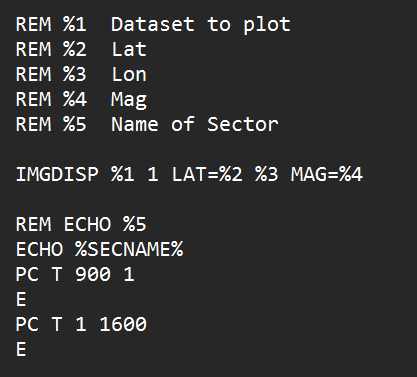 REM %1  Dataset to plot
REM %2  Lat
REM %3  Lon
REM %4  Mag
REM %5  Name of Sector

IMGDISP %1 1 LAT=%2 %3 MAG=%4

REM ECHO %5
ECHO %SECNAME%
PC T 900 1
E
PC T 1 1600
E